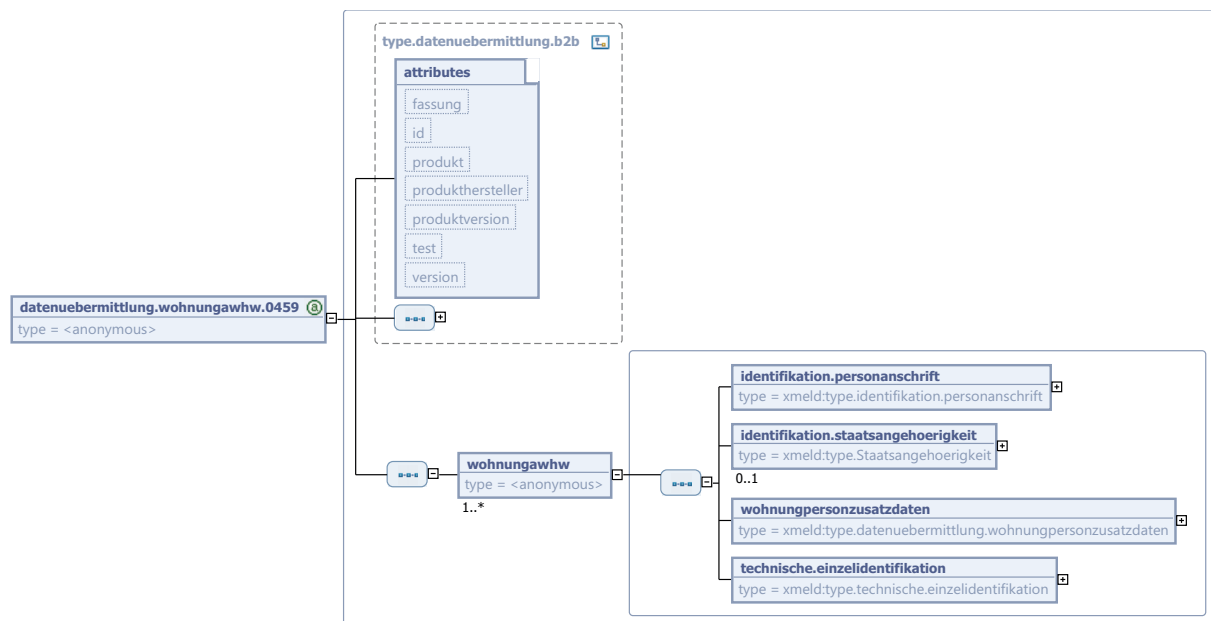 type.datenuebermittlung.b2b
attributes
fassung
id
produkt
produkthersteller
produktversion
test
version
datenuebermittlung.wohnungawhw.0459 a
type = <anonymous>
identifikation.personanschrift
type = xmeld:type.identifikation.personanschrift
identifikation.staatsangehoerigkeit
type = xmeld:type.Staatsangehoerigkeit
0..1
wohnungawhw
type = <anonymous>
1..*
wohnungpersonzusatzdaten
type = xmeld:type.datenuebermittlung.wohnungpersonzusatzdaten
technische.einzelidentifikation
type = xmeld:type.technische.einzelidentifikation